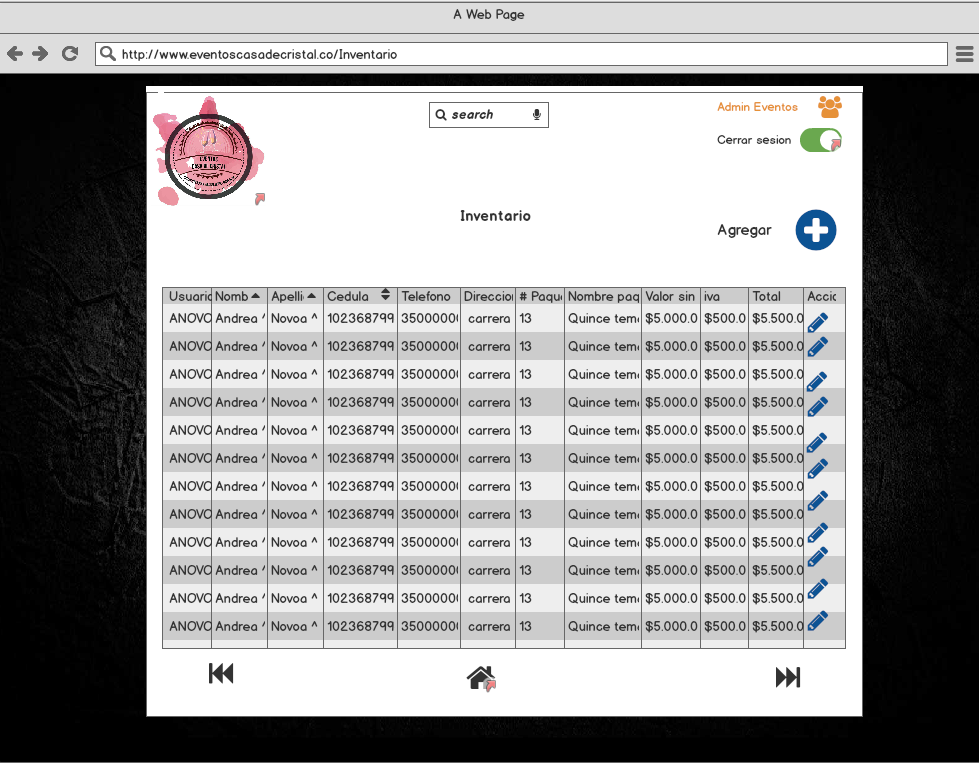 A Web Page
http://www.eventoscasadecristal.co/Inventario
search
Admin Eventos
Cerrar sesion
EVENTOS
CASA DE CRISTAL
Inventario
Agregar
Usuaric Nomb Apelli Cedula Telefono Direccion # Paqu Nombre paq Valor sin iva Total Accic
ANOVO Andrea ^ Novoa ^ 102368799 35000000 carrera 13 Quince tem $5.000.0 $500.0 $5.500.0
ANOVO Andrea ^ Novoa ^ 102368799 35000000 carrera 13 Quince tem $5.000.0 $500.0 $5.500.0
ANOVO Andrea ^ Novoa ^ 102368799 35000000 carrera 13 Quince tem $5.000.0 $500.0 $5.500.0
ANOVO Andrea ^ Novoa ^ 102368799 35000000 carrera 13 Quince tem $5.000.0 $500.0 $5.500.0
ANOVO Andrea ^ Novoa ^ 102368799 35000000 carrera 13 Quince tem $5.000.0 $500.0 $5.500.0
ANOVO Andrea ^ Novoa ^ 102368799 35000000 carrera 13 Quince tem $5.000.0 $500.0 $5.500.0
ANOVO Andrea ^ Novoa ^ 102368799 35000000 carrera 13 Quince tem $5.000.0 $500.0 $5.500.0
ANOVO Andrea ^ Novoa ^ 102368799 35000000 carrera 13 Quince tem $5.000.0 $500.0 $5.500.0
ANOVO Andrea ^ Novoa ^ 102368799 35000000 carrera 13 Quince tem $5.000.0 $500.0 $5.500.0
ANOVO Andrea ^ Novoa ^ 102368799 35000000 carrera 13 Quince tem $5.000.0 $500.0 $5.500.0
ANOVO Andrea ^ Novoa ^ 102368799 35000000 carrera 13 Quince tem $5.000.0 $500.0 $5.500.0
ANOVO Andrea ^ Novoa ^ 102368799 35000000 carrera 13 Quince tem $5.000.0 $500.0 $5.500.0